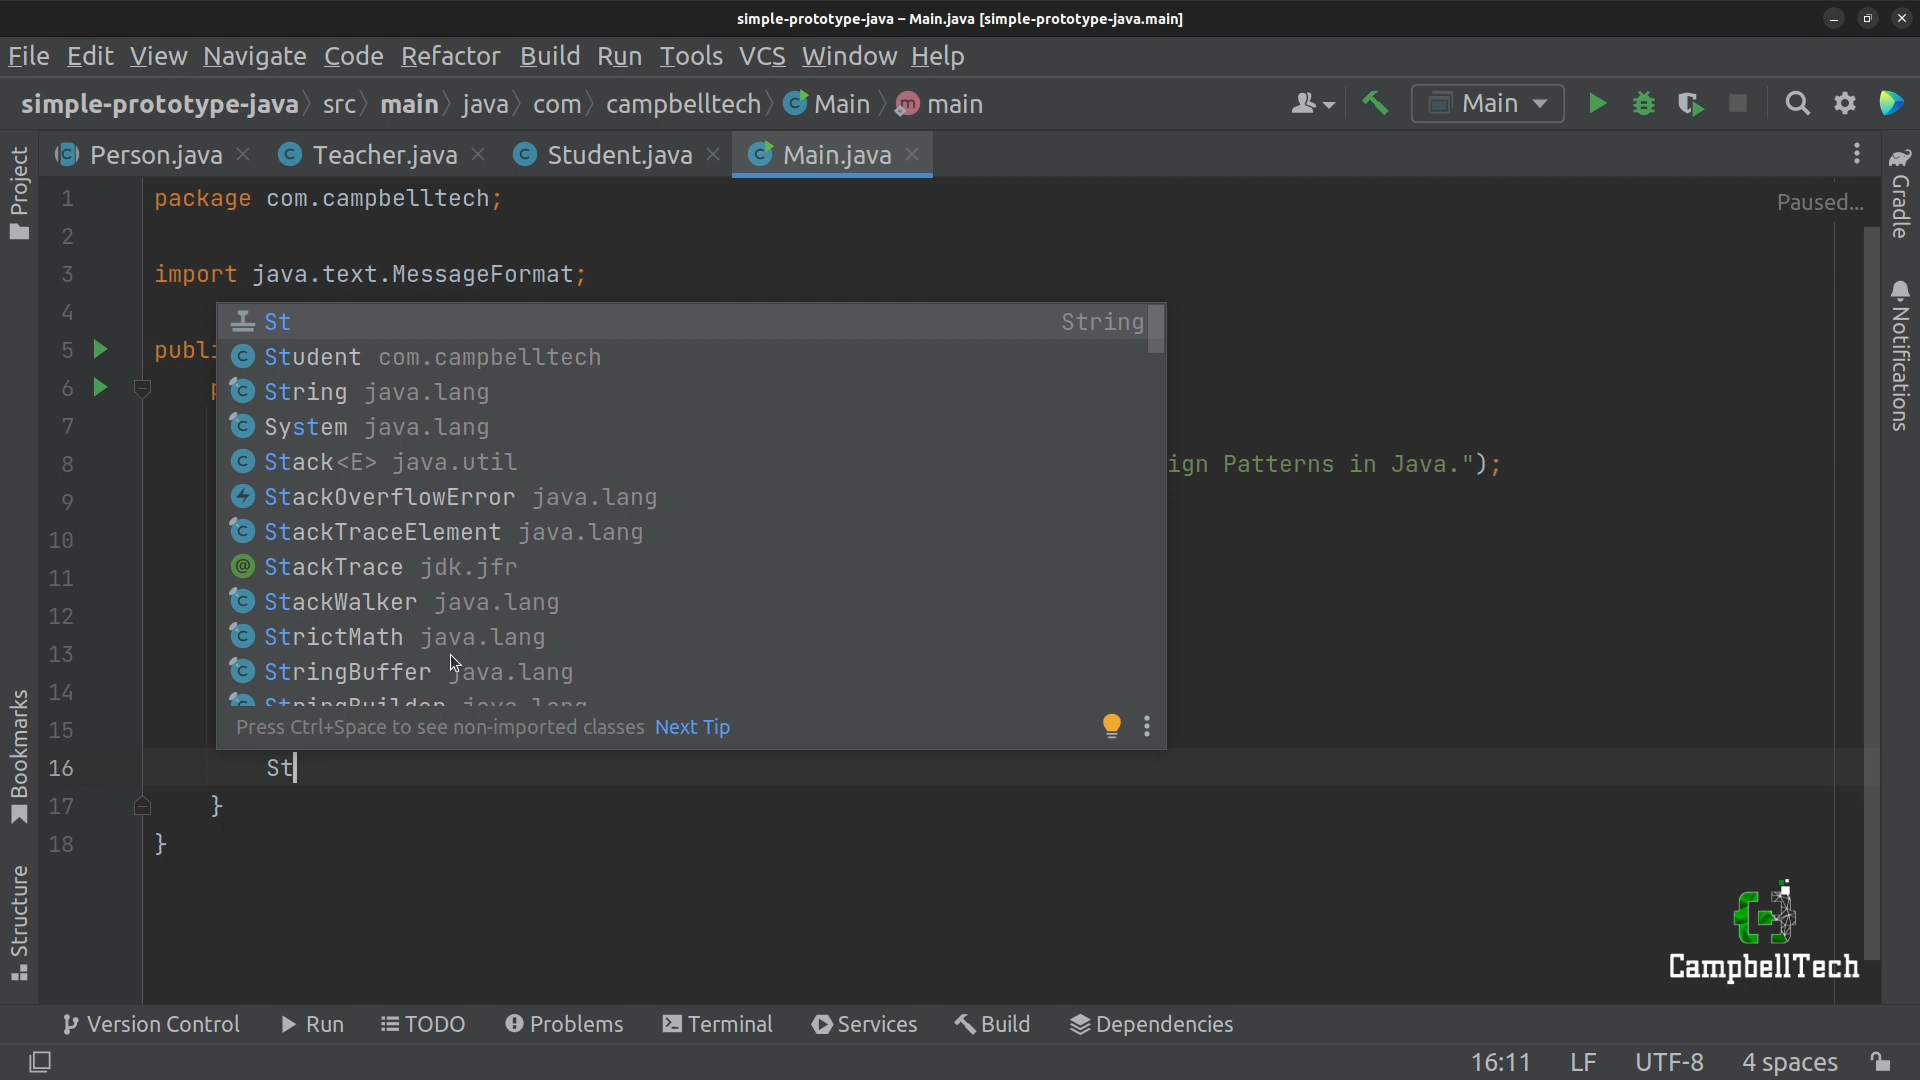 simple-prototype-java – Main.java [simple-prototype-java.main]
File Edit View Navigate Code Refactor Build Run Tools VCS Window Help
simple-prototype-java src main java com campbelltech Main main
Main
Person.java Teacher.java Student.java Main.java
Project
Bookmarks
Structure
Gradle
Notifications
Paused...
1 package com.campbelltech;
2
3 import java.text.MessageFormat;
4
5 publi
6 p
7
8 ign Patterns in Java.");
9
10
11
12
13
14
15
16 St
17 }
18 }
St String
Student com.campbelltech
String java.lang
System java.lang
Stack<E> java.util
StackOverflowError java.lang
StackTraceElement java.lang
StackTrace jdk.jfr
StackWalker java.lang
StrictMath java.lang
StringBuffer java.lang
StringBuilder java.lang
Press Ctrl+Space to see non-imported classes Next Tip
CampbellTech
Version Control Run TODO Problems Terminal Services Build Dependencies
16:11 LF UTF-8 4 spaces